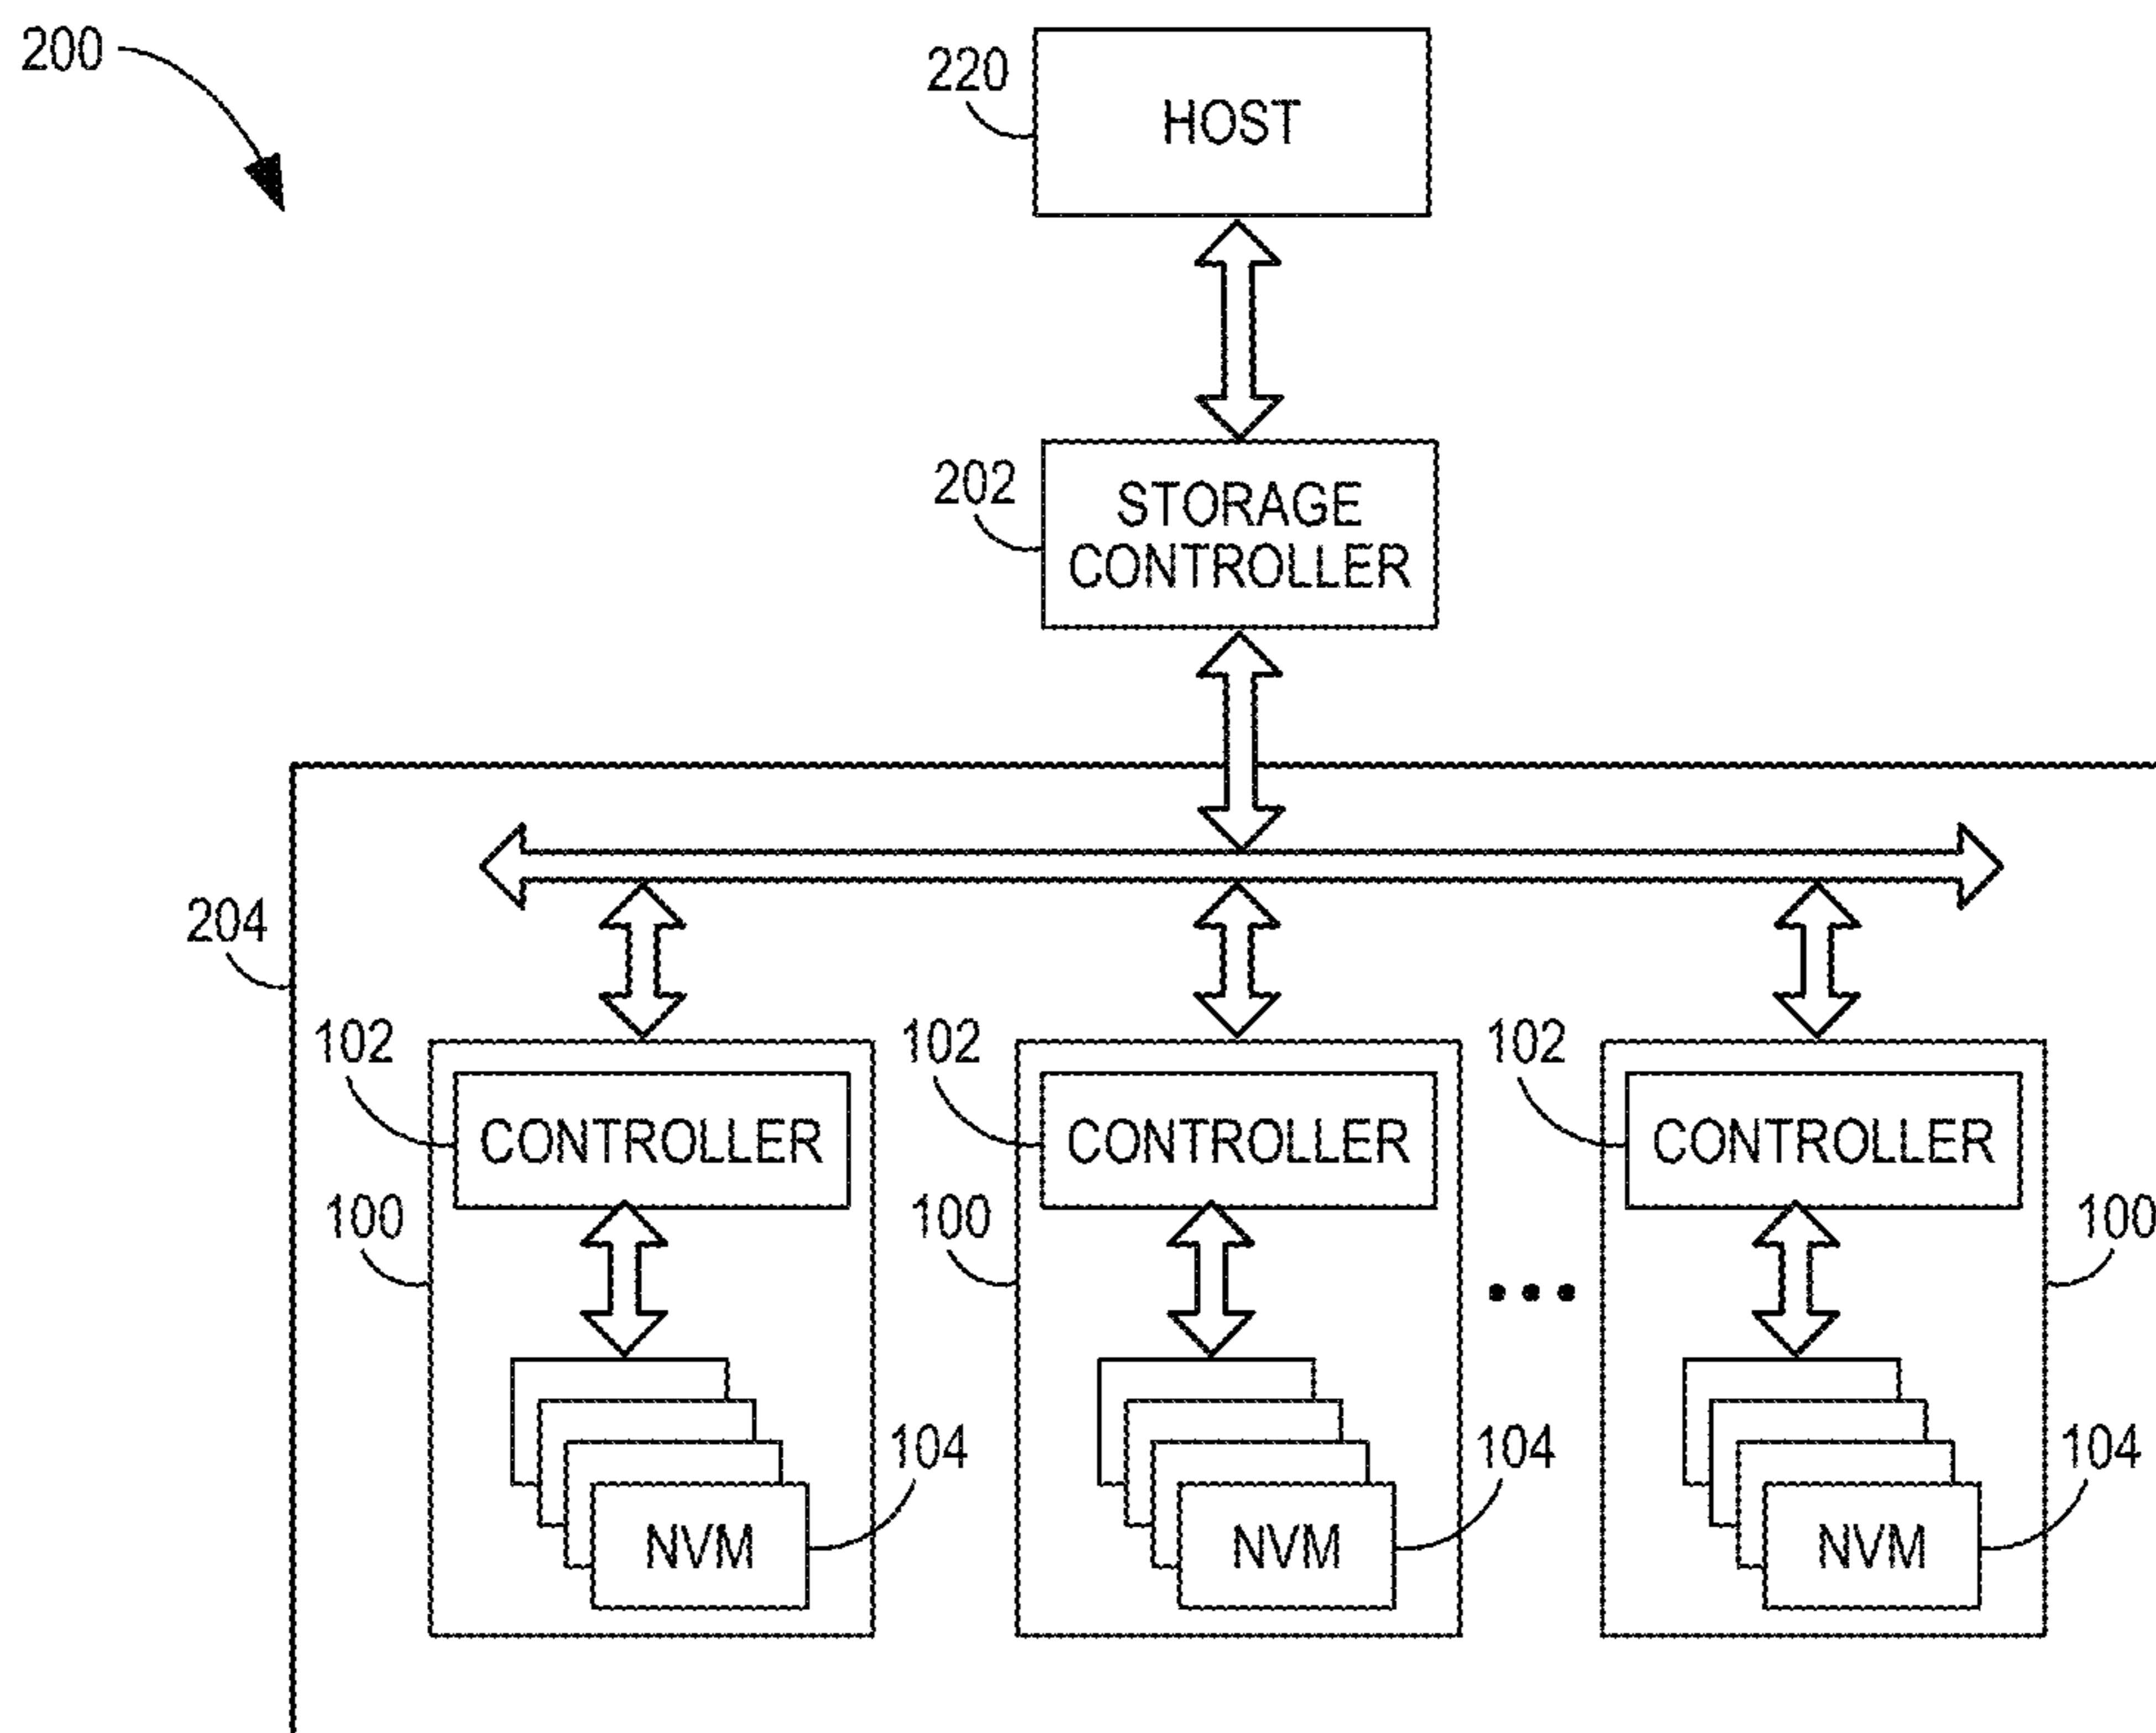 200
220
HOST
202
STORAGE
CONTROLLER
204
102
102
102
CONTROLLER
CONTROLLER
CONTROLLER
100
100
100
104
104
104
NVM
NVM
NVM